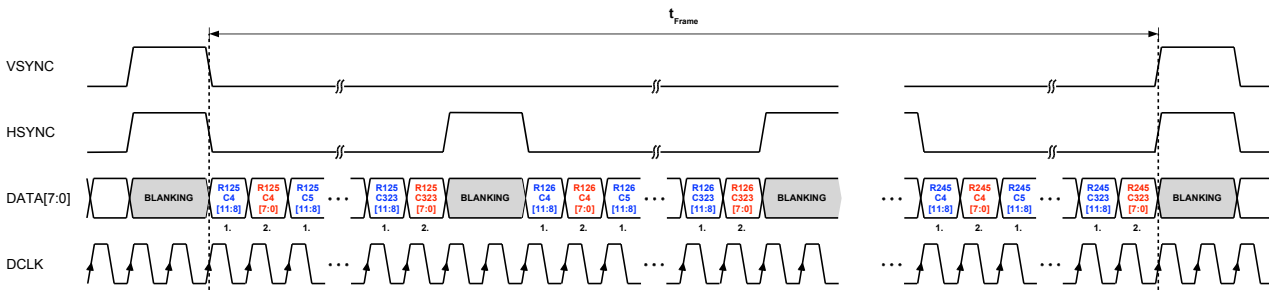 t Frame
VSYNC
HSYNC
DATA[7:0]
BLANKING
R125 C4 [11:8]
R125 C4 [7:0]
R125 C5 [11:8]
•••
R125 C323 [11:8]
R125 C323 [7:0]
BLANKING
R126 C4 [11:8]
R126 C4 [7:0]
R126 C5 [11:8]
•••
R126 C323 [11:8]
R126 C323 [7:0]
BLANKING
•••
R245 C4 [11:8]
R245 C4 [7:0]
R245 C5 [11:8]
•••
R245 C323 [11:8]
R245 C323 [7:0]
BLANKING
1. 2. 1. 1. 2. 1. 2. 1. 1. 2. 1. 2. 1. 1. 2.
DCLK ••• ••• ••• •••